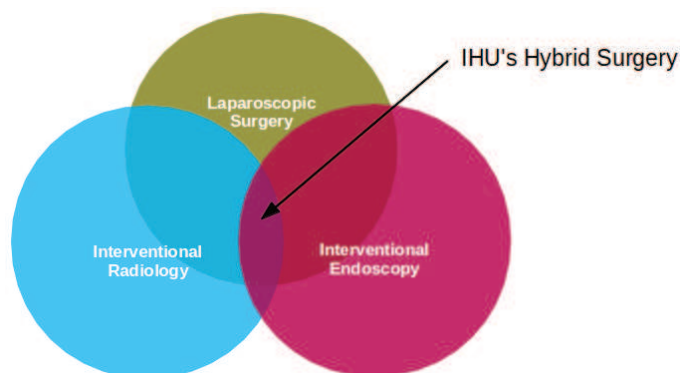 IHU's Hybrid Surgery
Laparoscopic
Surgery
Interventional
Radiology
Interventional
Endoscopy